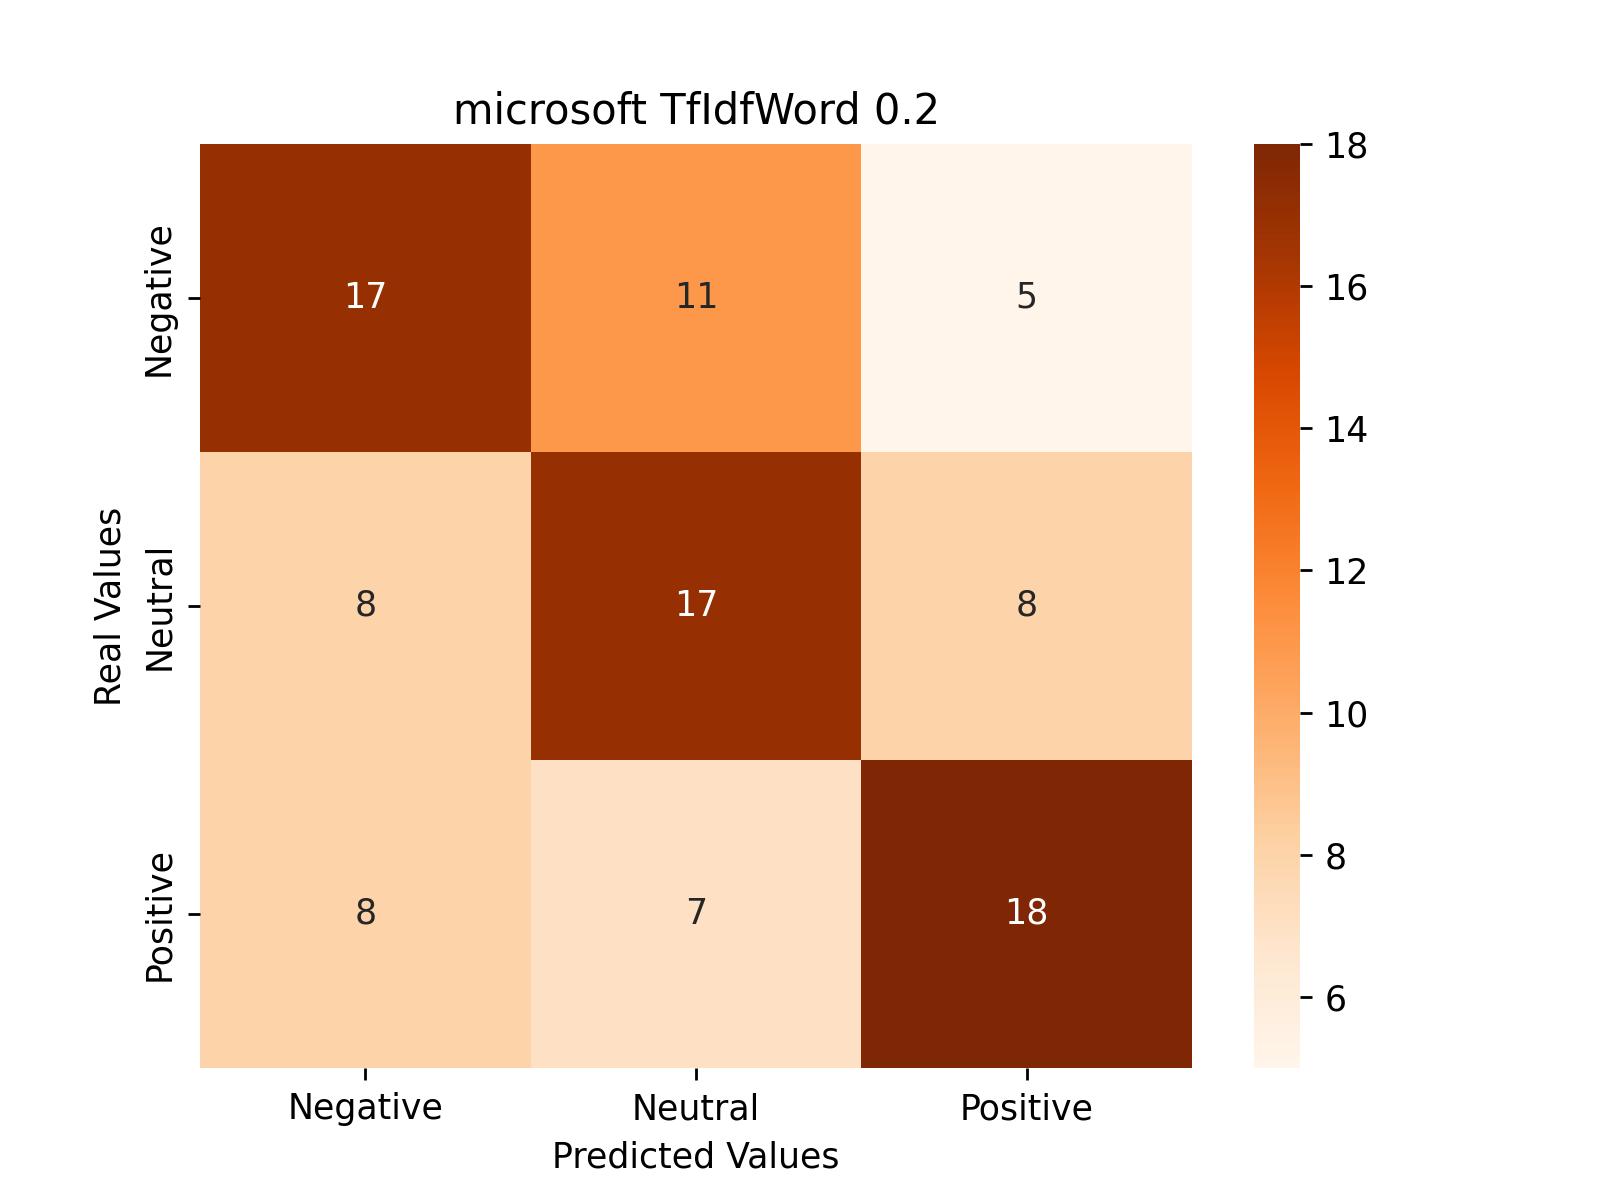 microsoft TfIdfWord 0.2
18
16
14
12
10
8
6
Real Values
Negative
Neutral
Positive
17 11 5
8 17 8
8 7 18
Negative Neutral Positive
Predicted Values